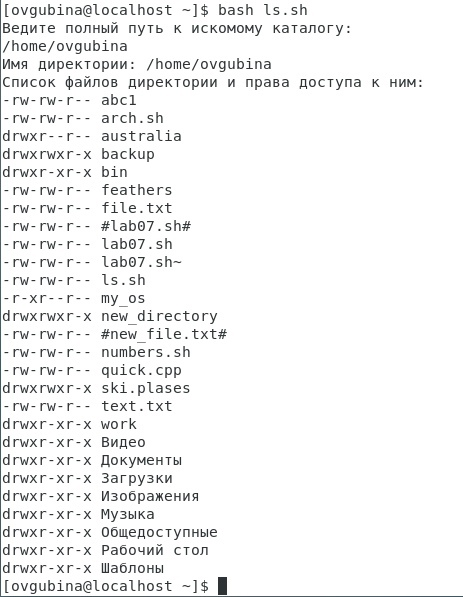 [ovgubina@localhost ~]$ bash ls.sh
Ведите полный путь к искомому каталогу:
/home/ovgubina
Имя директории: /home/ovgubina
Список файлов директории и права доступа к ним:
-rw-rw-r-- abc1
-rw-rw-r-- arch.sh
drwxr--r-- australia
drwxrwxr-x backup
drwxr-xr-x bin
-rw-rw-r-- feathers
-rw-rw-r-- file.txt
-rw-rw-r-- #lab07.sh#
-rw-rw-r-- lab07.sh
-rw-rw-r-- lab07.sh~
-rw-rw-r-- ls.sh
-r-xr--r-- my_os
drwxrwxr-x new_directory
-rw-rw-r-- #new_file.txt#
-rw-rw-r-- numbers.sh
-rw-rw-r-- quick.cpp
drwxrwxr-x ski.plases
-rw-rw-r-- text.txt
drwxr-xr-x work
drwxr-xr-x Видео
drwxr-xr-x Документы
drwxr-xr-x Загрузки
drwxr-xr-x Изображения
drwxr-xr-x Музыка
drwxr-xr-x Общедоступные
drwxr-xr-x Рабочий стол
drwxr-xr-x Шаблоны
[ovgubina@localhost ~]$